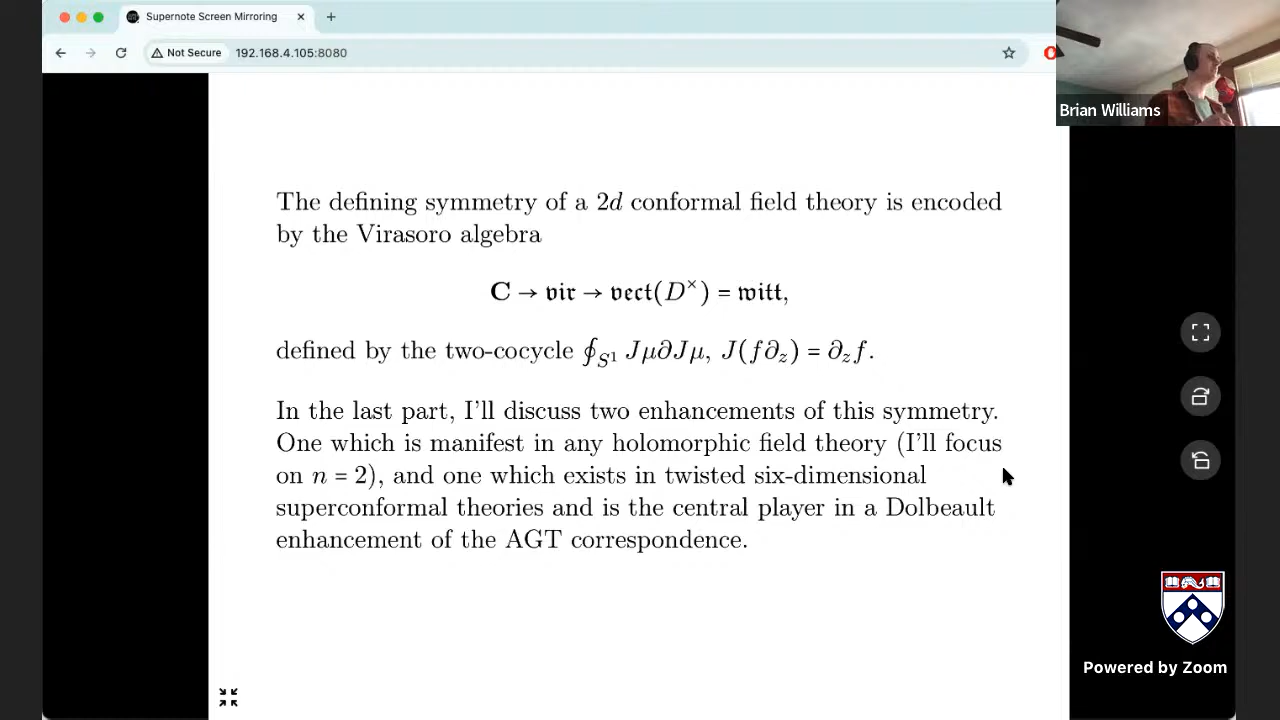 Supernote Screen Mirroring
Not Secure 192.168.4.105:8080
Brian Williams
The defining symmetry of a 2d conformal field theory is encoded
by the Virasoro algebra
C → 𝔳𝔦𝔯 → 𝔳𝔢𝔠𝔱(D×) = 𝔴𝔦𝔱𝔱,
defined by the two-cocycle ∮S¹ Jμ∂Jμ, J(f∂z) = ∂zf.
In the last part, I'll discuss two enhancements of this symmetry.
One which is manifest in any holomorphic field theory (I'll focus
on n = 2), and one which exists in twisted six-dimensional
superconformal theories and is the central player in a Dolbeault
enhancement of the AGT correspondence.
Powered by Zoom